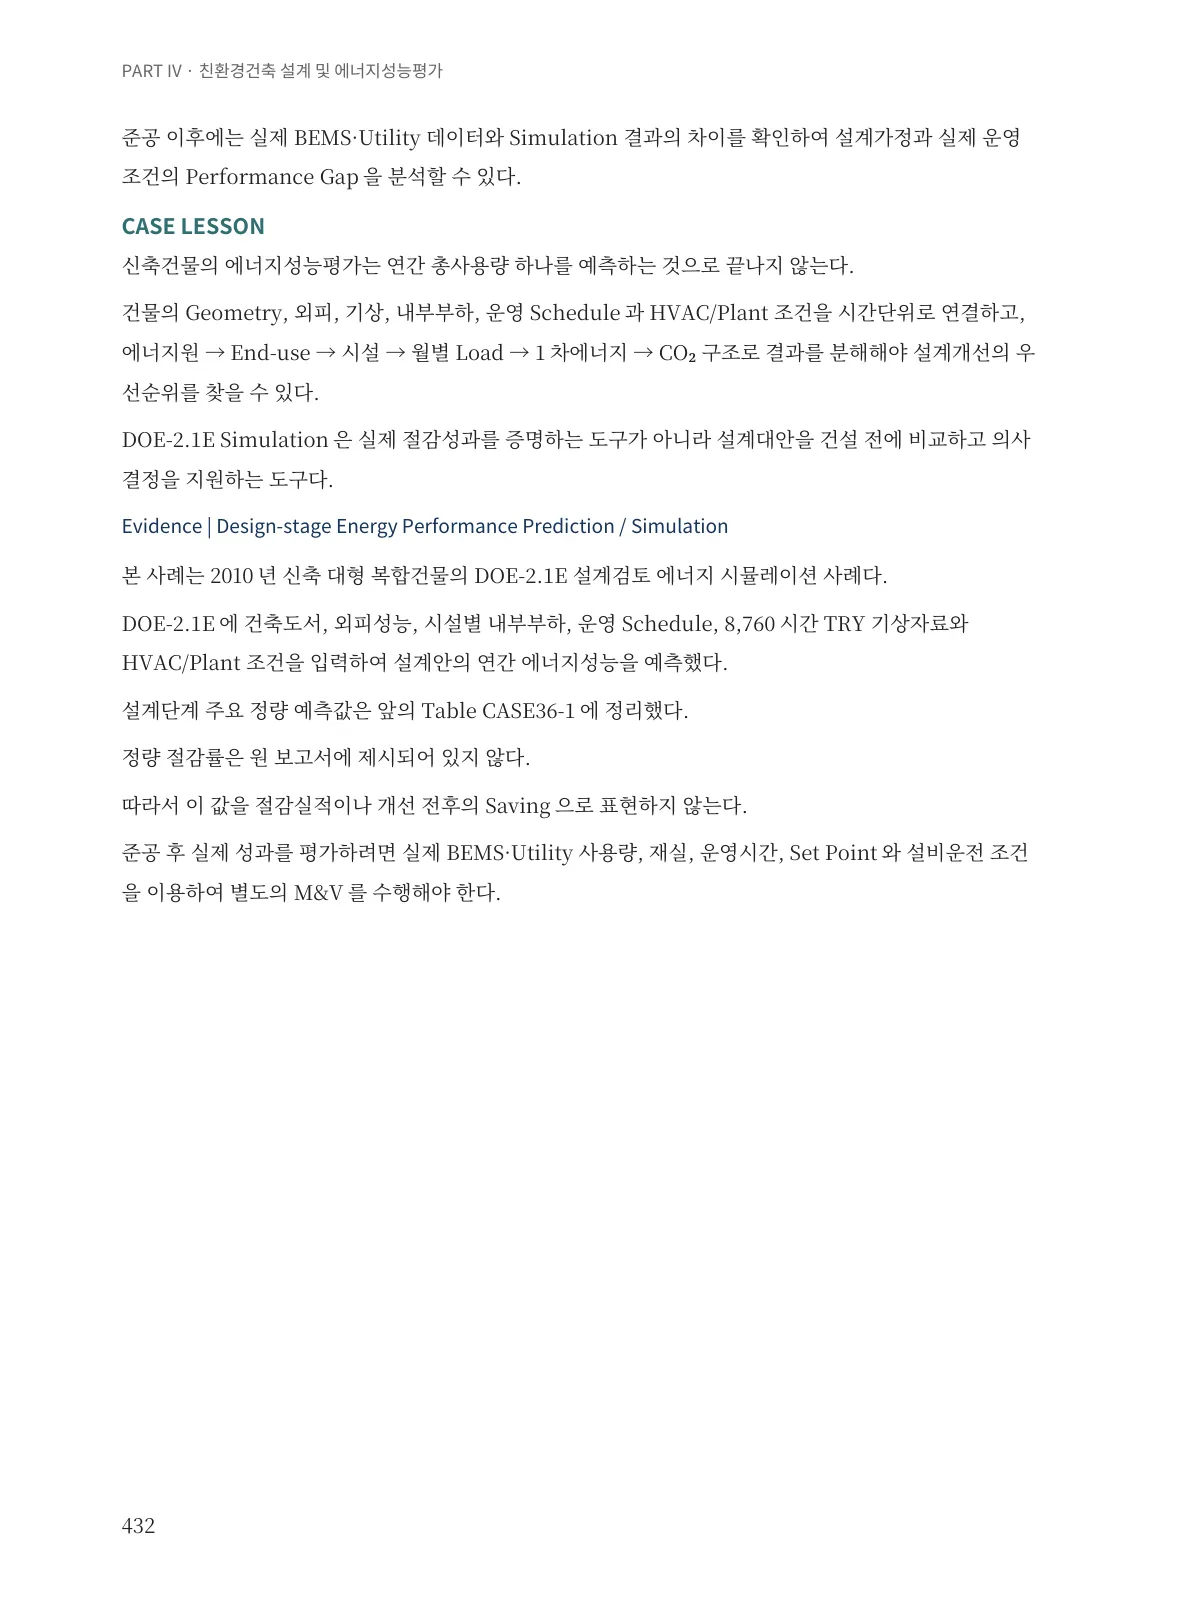 PART IV · 친환경건축 설계 및 에너지성능평가
준공 이후에는 실제 BEMS·Utility 데이터와 Simulation 결과의 차이를 확인하여 설계가정과 실제 운영
조건의 Performance Gap 을 분석할 수 있다.
CASE LESSON
신축건물의 에너지성능평가는 연간 총사용량 하나를 예측하는 것으로 끝나지 않는다.
건물의 Geometry, 외피, 기상, 내부부하, 운영 Schedule 과 HVAC/Plant 조건을 시간단위로 연결하고,
에너지원 → End-use → 시설 → 월별 Load → 1 차에너지 → CO₂ 구조로 결과를 분해해야 설계개선의 우
선순위를 찾을 수 있다.
DOE-2.1E Simulation 은 실제 절감성과를 증명하는 도구가 아니라 설계대안을 건설 전에 비교하고 의사
결정을 지원하는 도구다.
Evidence | Design-stage Energy Performance Prediction / Simulation
본 사례는 2010 년 신축 대형 복합건물의 DOE-2.1E 설계검토 에너지 시뮬레이션 사례다.
DOE-2.1E 에 건축도서, 외피성능, 시설별 내부부하, 운영 Schedule, 8,760 시간 TRY 기상자료와
HVAC/Plant 조건을 입력하여 설계안의 연간 에너지성능을 예측했다.
설계단계 주요 정량 예측값은 앞의 Table CASE36-1 에 정리했다.
정량 절감률은 원 보고서에 제시되어 있지 않다.
따라서 이 값을 절감실적이나 개선 전후의 Saving 으로 표현하지 않는다.
준공 후 실제 성과를 평가하려면 실제 BEMS·Utility 사용량, 재실, 운영시간, Set Point 와 설비운전 조건
을 이용하여 별도의 M&V 를 수행해야 한다.
432